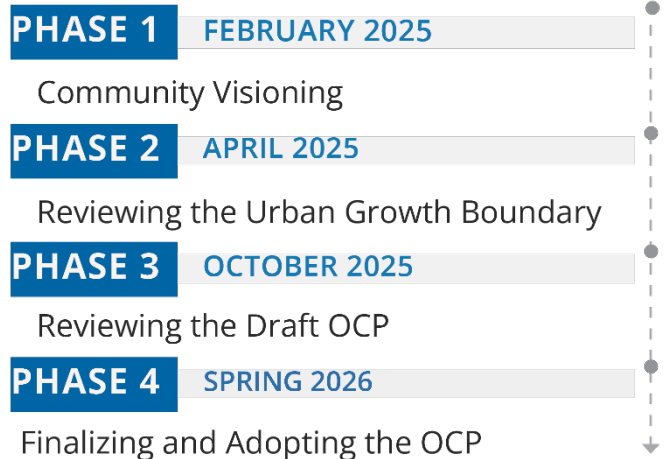 PHASE 1 FEBRUARY 2025
Community Visioning
PHASE 2 APRIL 2025
Reviewing the Urban Growth Boundary
PHASE 3 OCTOBER 2025
Reviewing the Draft OCP
PHASE 4 SPRING 2026
Finalizing and Adopting the OCP